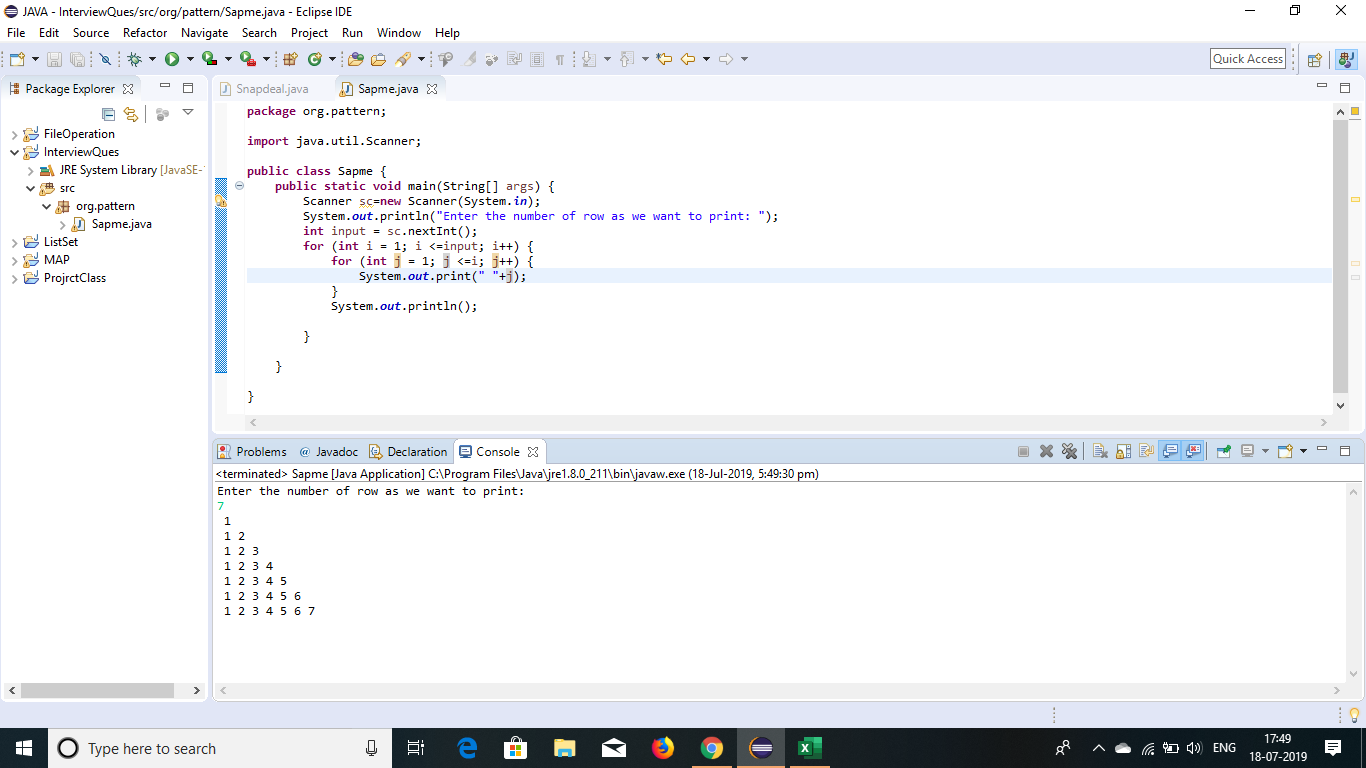 JAVA - InterviewQues/src/org/pattern/Sapme.java - Eclipse IDE
File Edit Source Refactor Navigate Search Project Run Window Help
Quick Access
Package Explorer
FileOperation
InterviewQues
JRE System Library [JavaSE-
src
org.pattern
Sapme.java
ListSet
MAP
ProjrctClass
Snapdeal.java Sapme.java
package org.pattern;
import java.util.Scanner;
public class Sapme {
public static void main(String[] args) {
Scanner sc=new Scanner(System.in);
System.out.println("Enter the number of row as we want to print: ");
int input = sc.nextInt();
for (int i = 1; i <=input; i++) {
for (int j = 1; j <=i; j++) {
System.out.print(" "+j);
}
System.out.println();
}
}
}
Problems @ Javadoc Declaration Console
<terminated> Sapme [Java Application] C:\Program Files\Java\jre1.8.0_211\bin\javaw.exe (18-Jul-2019, 5:49:30 pm)
Enter the number of row as we want to print:
7
1
1 2
1 2 3
1 2 3 4
1 2 3 4 5
1 2 3 4 5 6
1 2 3 4 5 6 7
Type here to search
ENG
17:49
18-07-2019